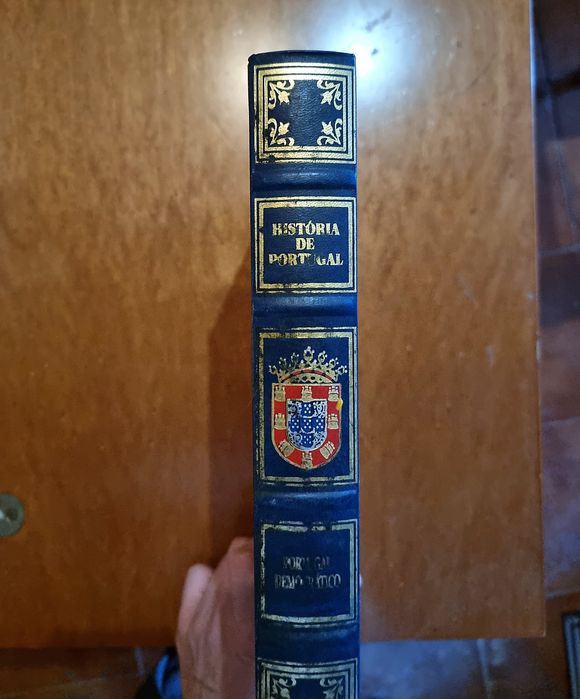 HISTÓRIA
DE
PORTUGAL
PORTUGAL
DEMOCRÁTICO